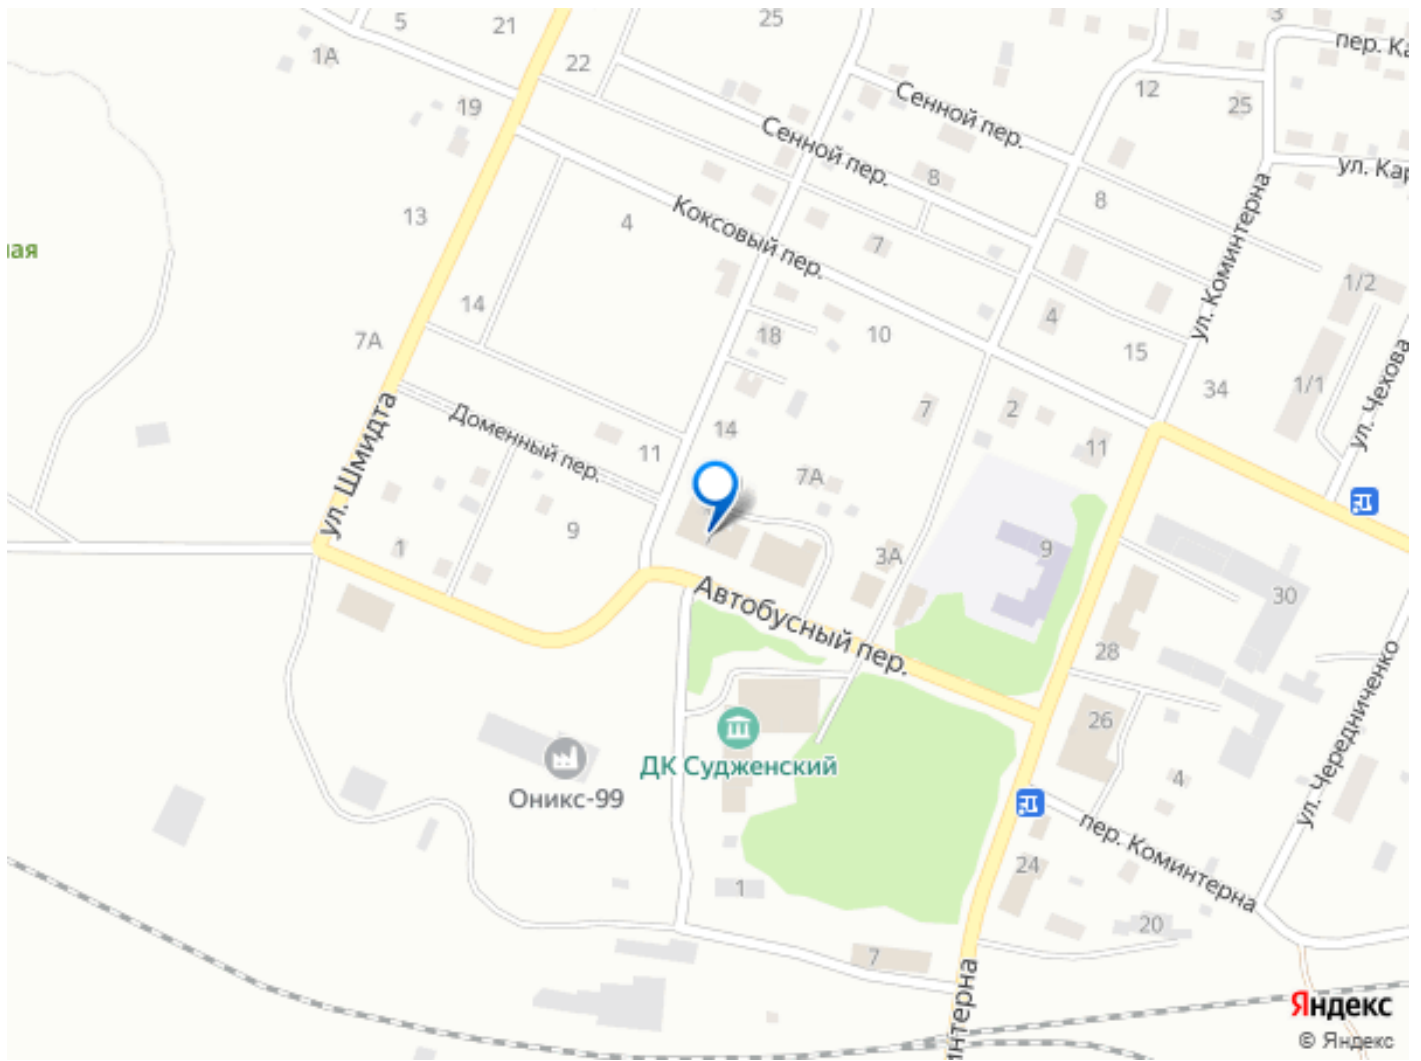 5
21
25
3
пер. Ка
1А
22
12
25
19
Сенной пер.
Сенной пер.
8
ул. Кар
8
13
4
Коксовый пер.
7
ул. Коминтерна
ая
1/2
14
7А
18
10
4
15
1/1
34
ул. Чехова
ул. Шмидта
Доменный пер.
11
14
7
2
11
7А
1
9
3А
9
30
Автобусный пер.
28
26
ул. Чередниченко
ДК Судженский
Оникс-99
4
пер. Коминтерна
24
1
20
7
интерна
Яндекс
© Яндекс